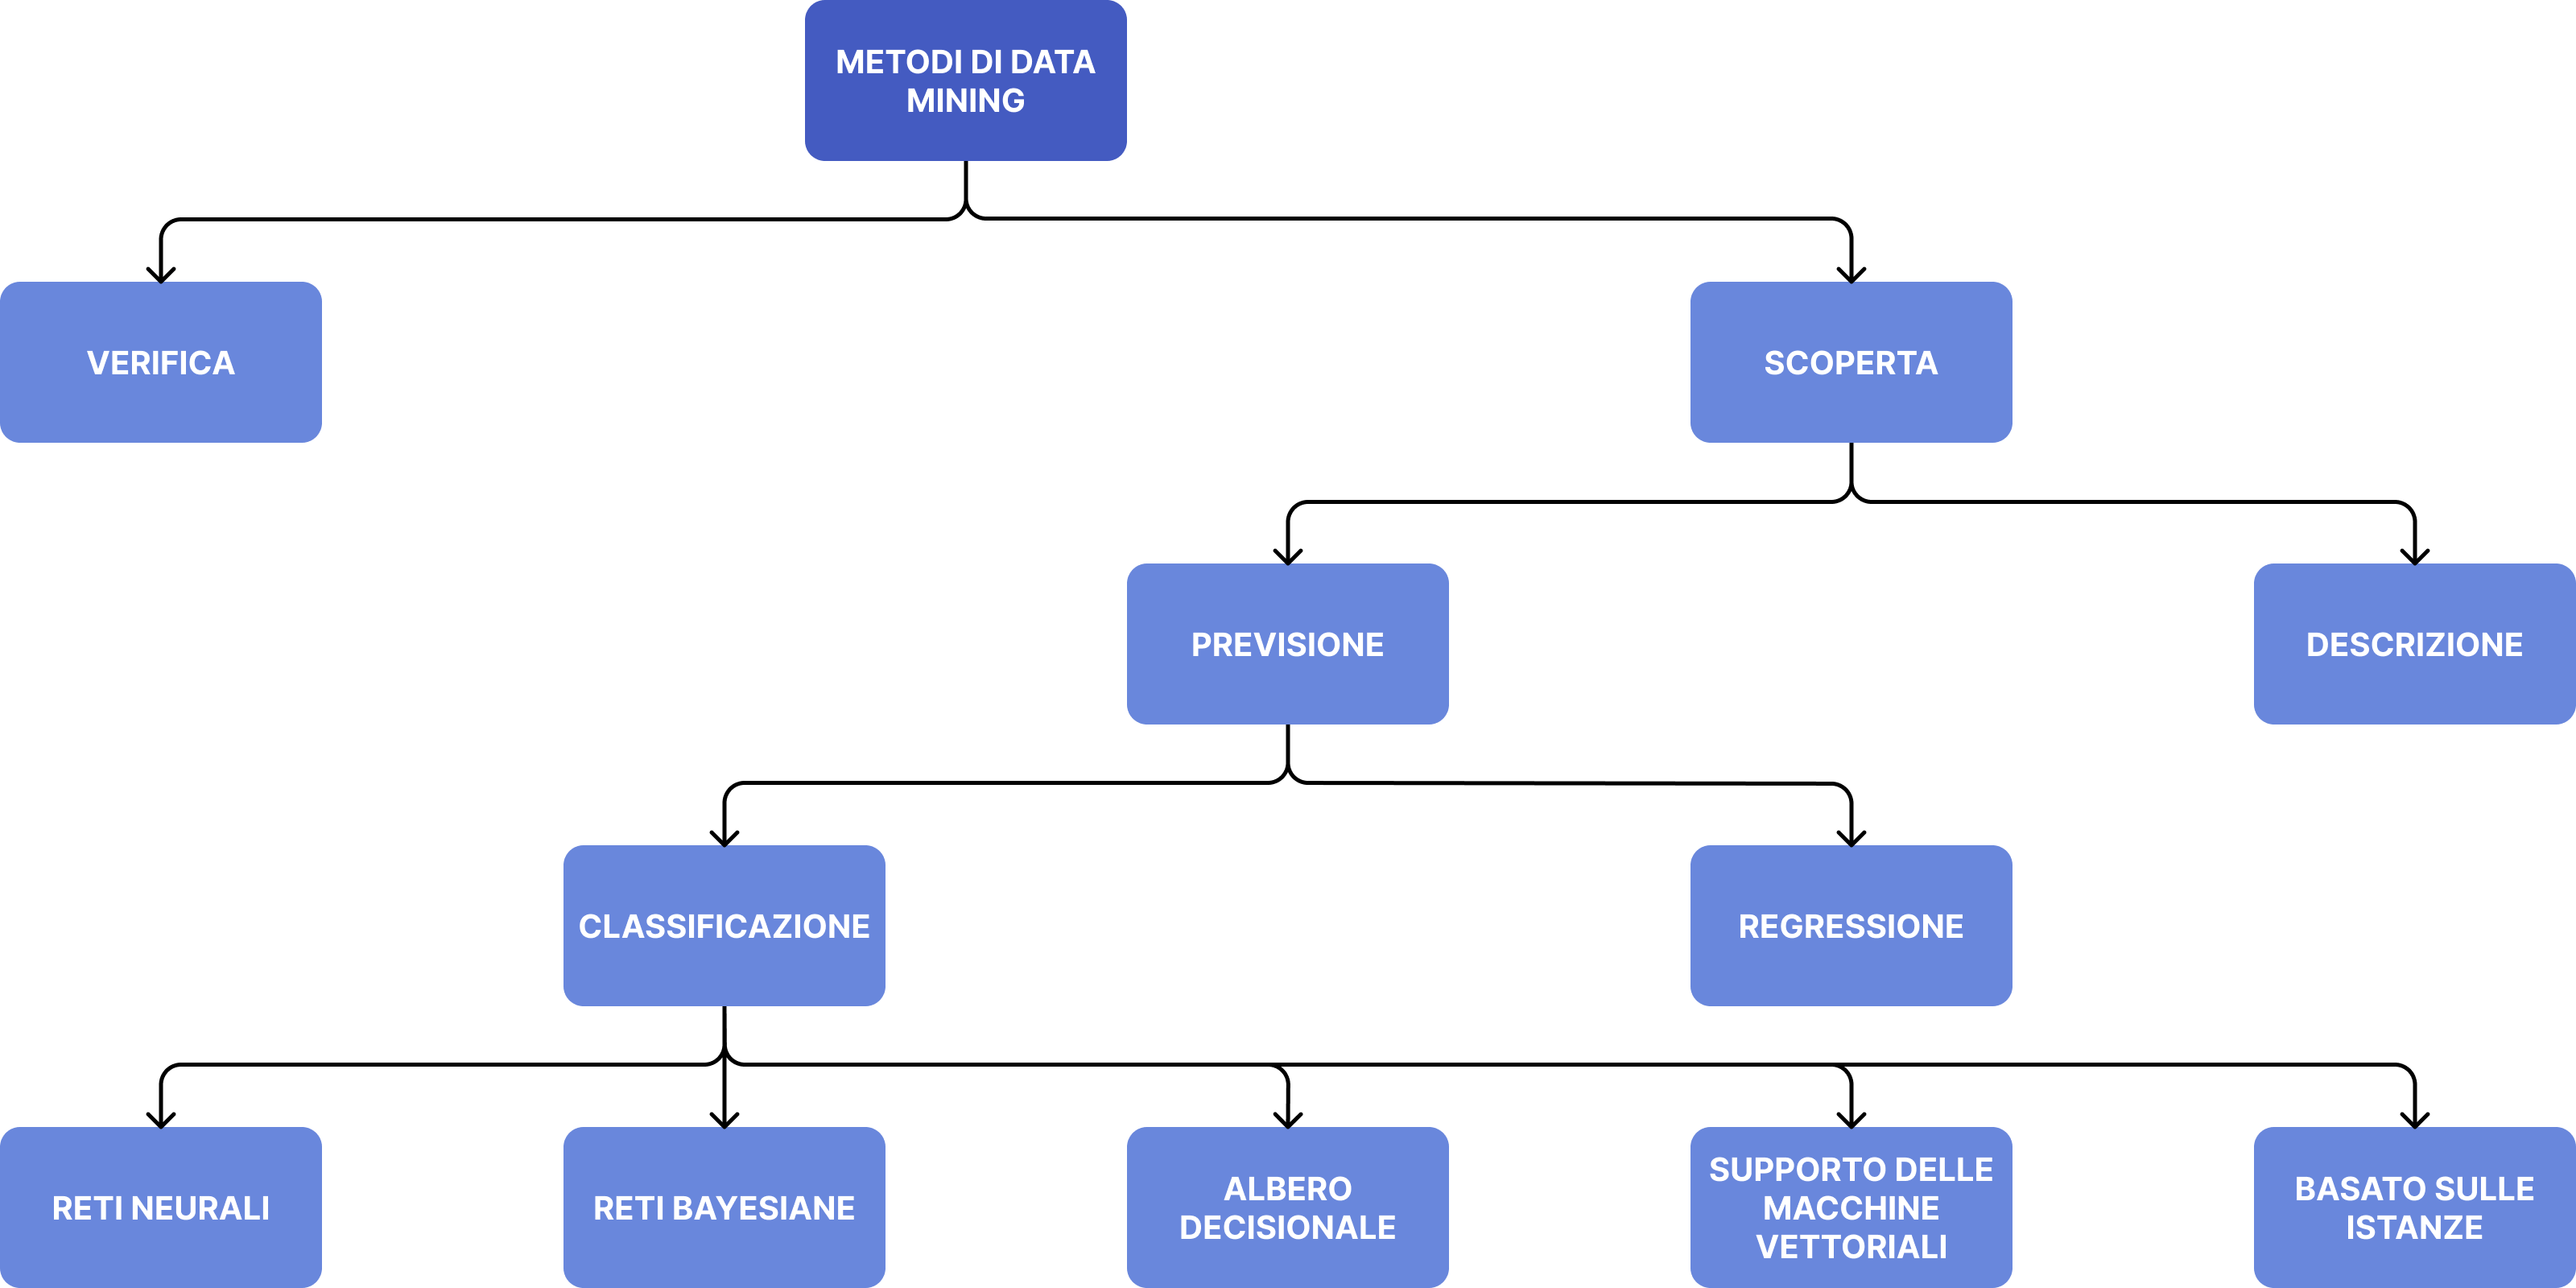 METODI DI DATA
MINING
VERIFICA
SCOPERTA
PREVISIONE
DESCRIZIONE
CLASSIFICAZIONE
REGRESSIONE
RETI NEURALI
RETI BAYESIANE
ALBERO
DECISIONALE
SUPPORTO DELLE
MACCHINE
VETTORIALI
BASATO SULLE
ISTANZE